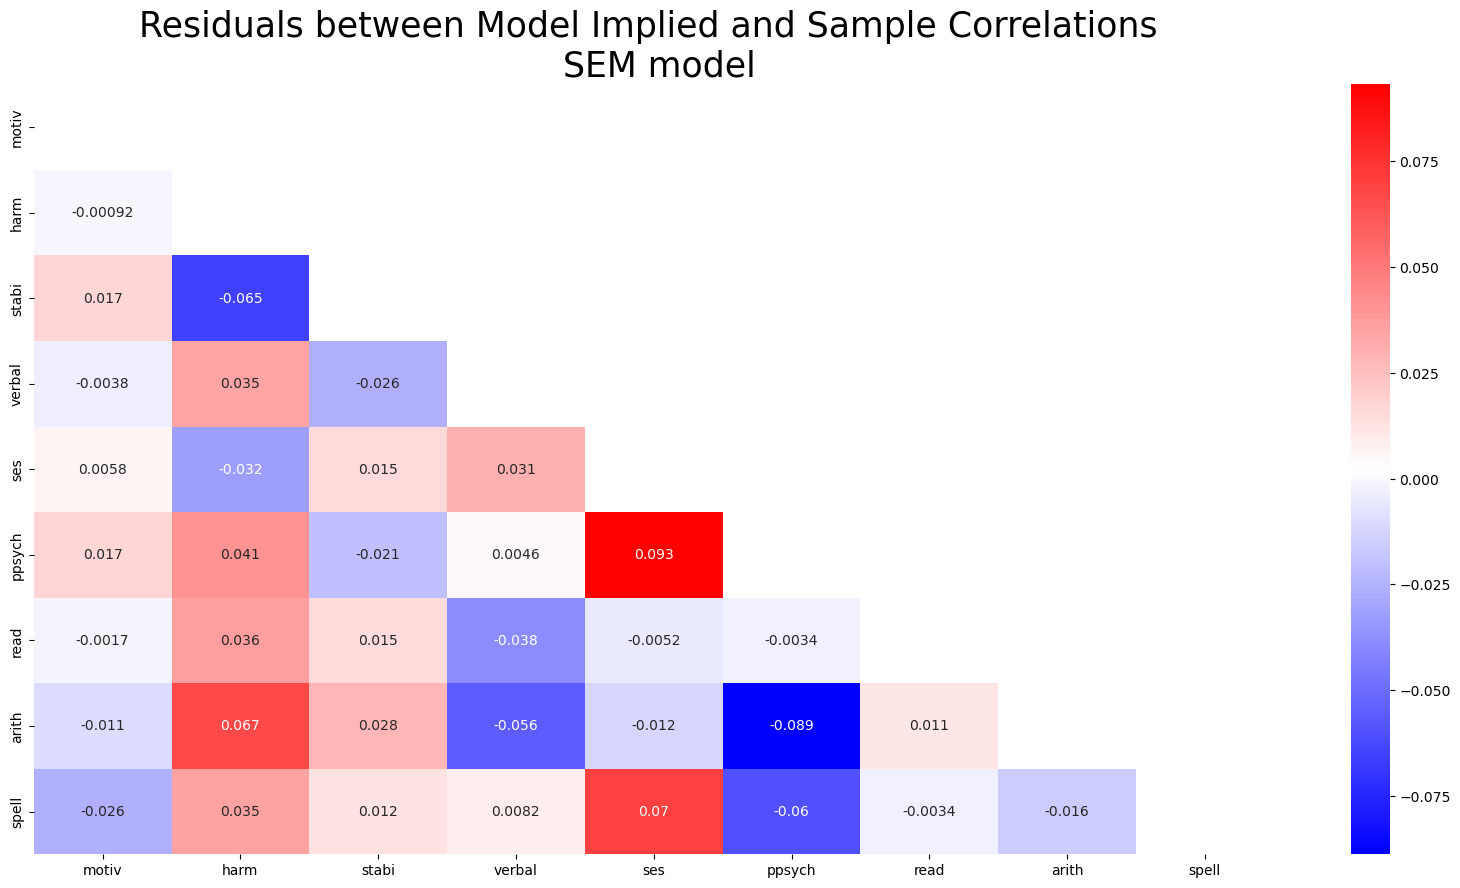 Residuals between Model Implied and Sample Correlations
SEM model
motiv
harm -0.00092
stabi 0.017 -0.065
verbal -0.0038 0.035 -0.026
ses 0.0058 -0.032 0.015 0.031
ppsych 0.017 0.041 -0.021 0.0046 0.093
read -0.0017 0.036 0.015 -0.038 -0.0052 -0.0034
arith -0.011 0.067 0.028 -0.056 -0.012 -0.089 0.011
spell -0.026 0.035 0.012 0.0082 0.07 -0.06 -0.0034 -0.016
motiv harm stabi verbal ses ppsych read arith spell
0.075
0.050
0.025
0.000
−0.025
−0.050
−0.075